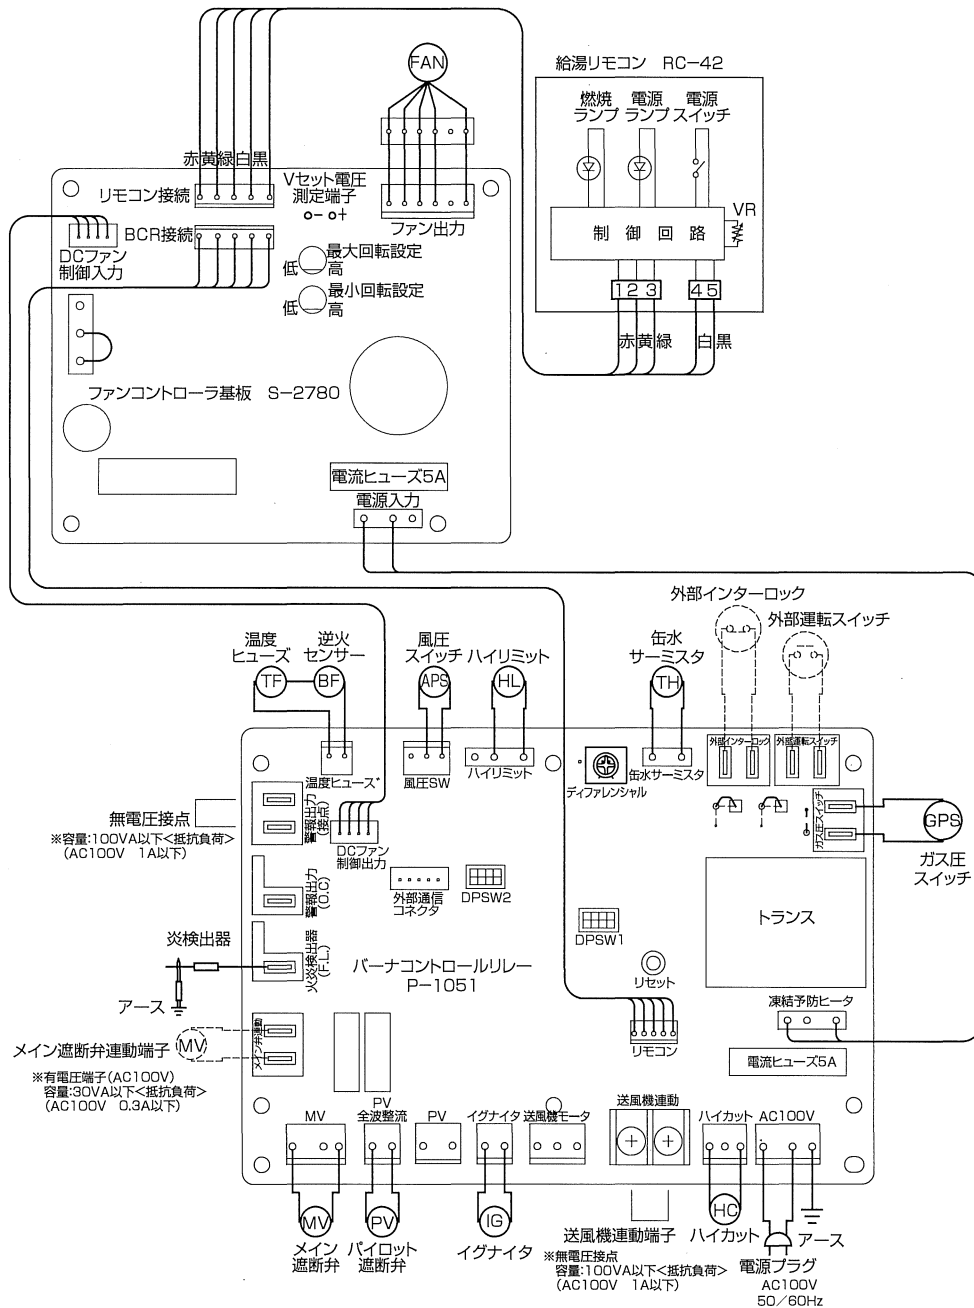 FAN
給湯リモコン RC-42
燃焼
ランプ
電源
ランプ
電源
スイッチ
赤黄緑白黒
Vセット電圧
測定端子
リモコン接続
o- o+
ファン出力
VR
制御回路
BCR接続
DCファン
制御入力
最大回転設定
低 高
最小回転設定
低 高
1 2 3
4 5
赤黄緑
白黒
ファンコントローラ基板 S-2780
電流ヒューズ5A
電源入力
外部インターロック
外部運転スイッチ
温度
ヒューズ
逆火
センサー
風圧
スイッチ
ハイリミット
缶水
サーミスタ
TF
BF
APS
HL
TH
外部インターロック
外部運転スイッチ
温度ヒューズ
風圧SW
ハイリミット
ディファレンシャル
缶水サーミスタ
無電圧接点
※容量:100VA以下<抵抗負荷>
(AC100V 1A以下)
警報出力
(接点)
DCファン
制御出力
ガス圧スイッチ
GPS
ガス圧
スイッチ
警報出力
(O.C)
外部通信
コネクタ
DPSW2
DPSW1
トランス
炎検出器
火炎検出器
(F.L.)
アース
バーナコントロールリレー
P-1051
リセット
凍結予防ヒータ
メイン遮断弁連動端子
MV
メイン弁連動
リモコン
電流ヒューズ5A
※有電圧端子(AC100V)
容量:30VA以下<抵抗負荷>
(AC100V 0.3A以下)
MV
PV
全波整流
PV
イグナイタ
送風機モータ
送風機連動
ハイカット
AC100V
MV
メイン
遮断弁
PV
パイロット
遮断弁
IG
イグナイタ
送風機連動端子
※無電圧接点
容量:100VA以下<抵抗負荷>
(AC100V 1A以下)
HC
ハイカット
アース
電源プラグ
AC100V
50/60Hz